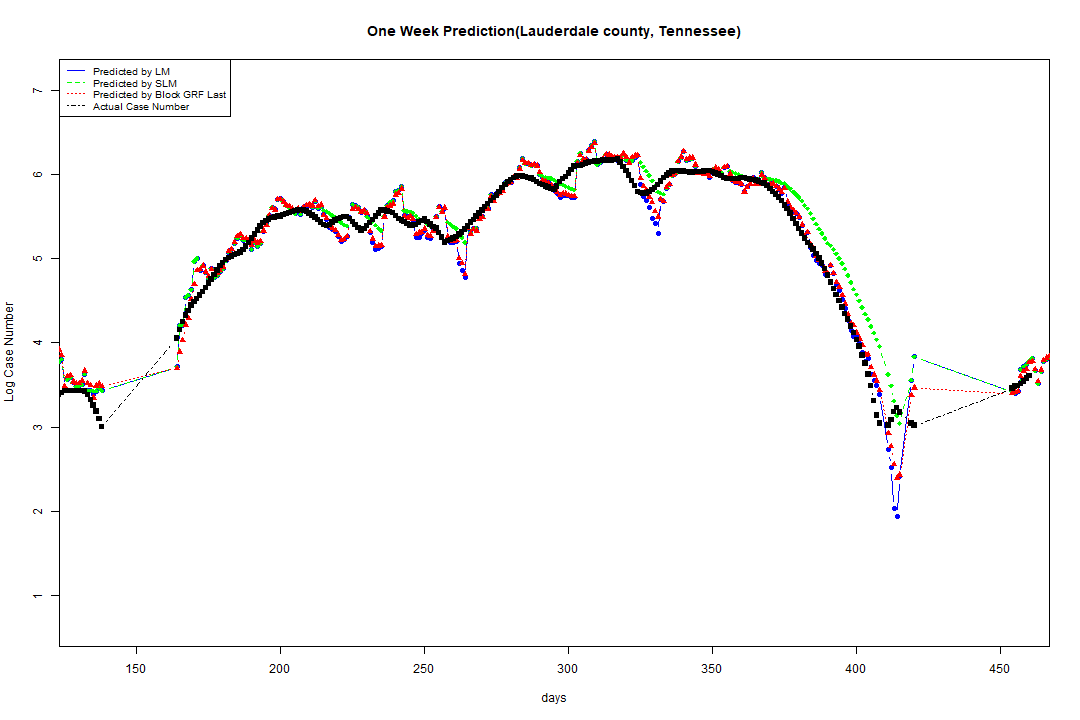 One Week Prediction(Lauderdale county, Tennessee)
Predicted by LM
Predicted by SLM
Predicted by Block GRF Last
Actual Case Number
7
6
5
4
3
2
1
Log Case Number
150 200 250 300 350 400 450
days